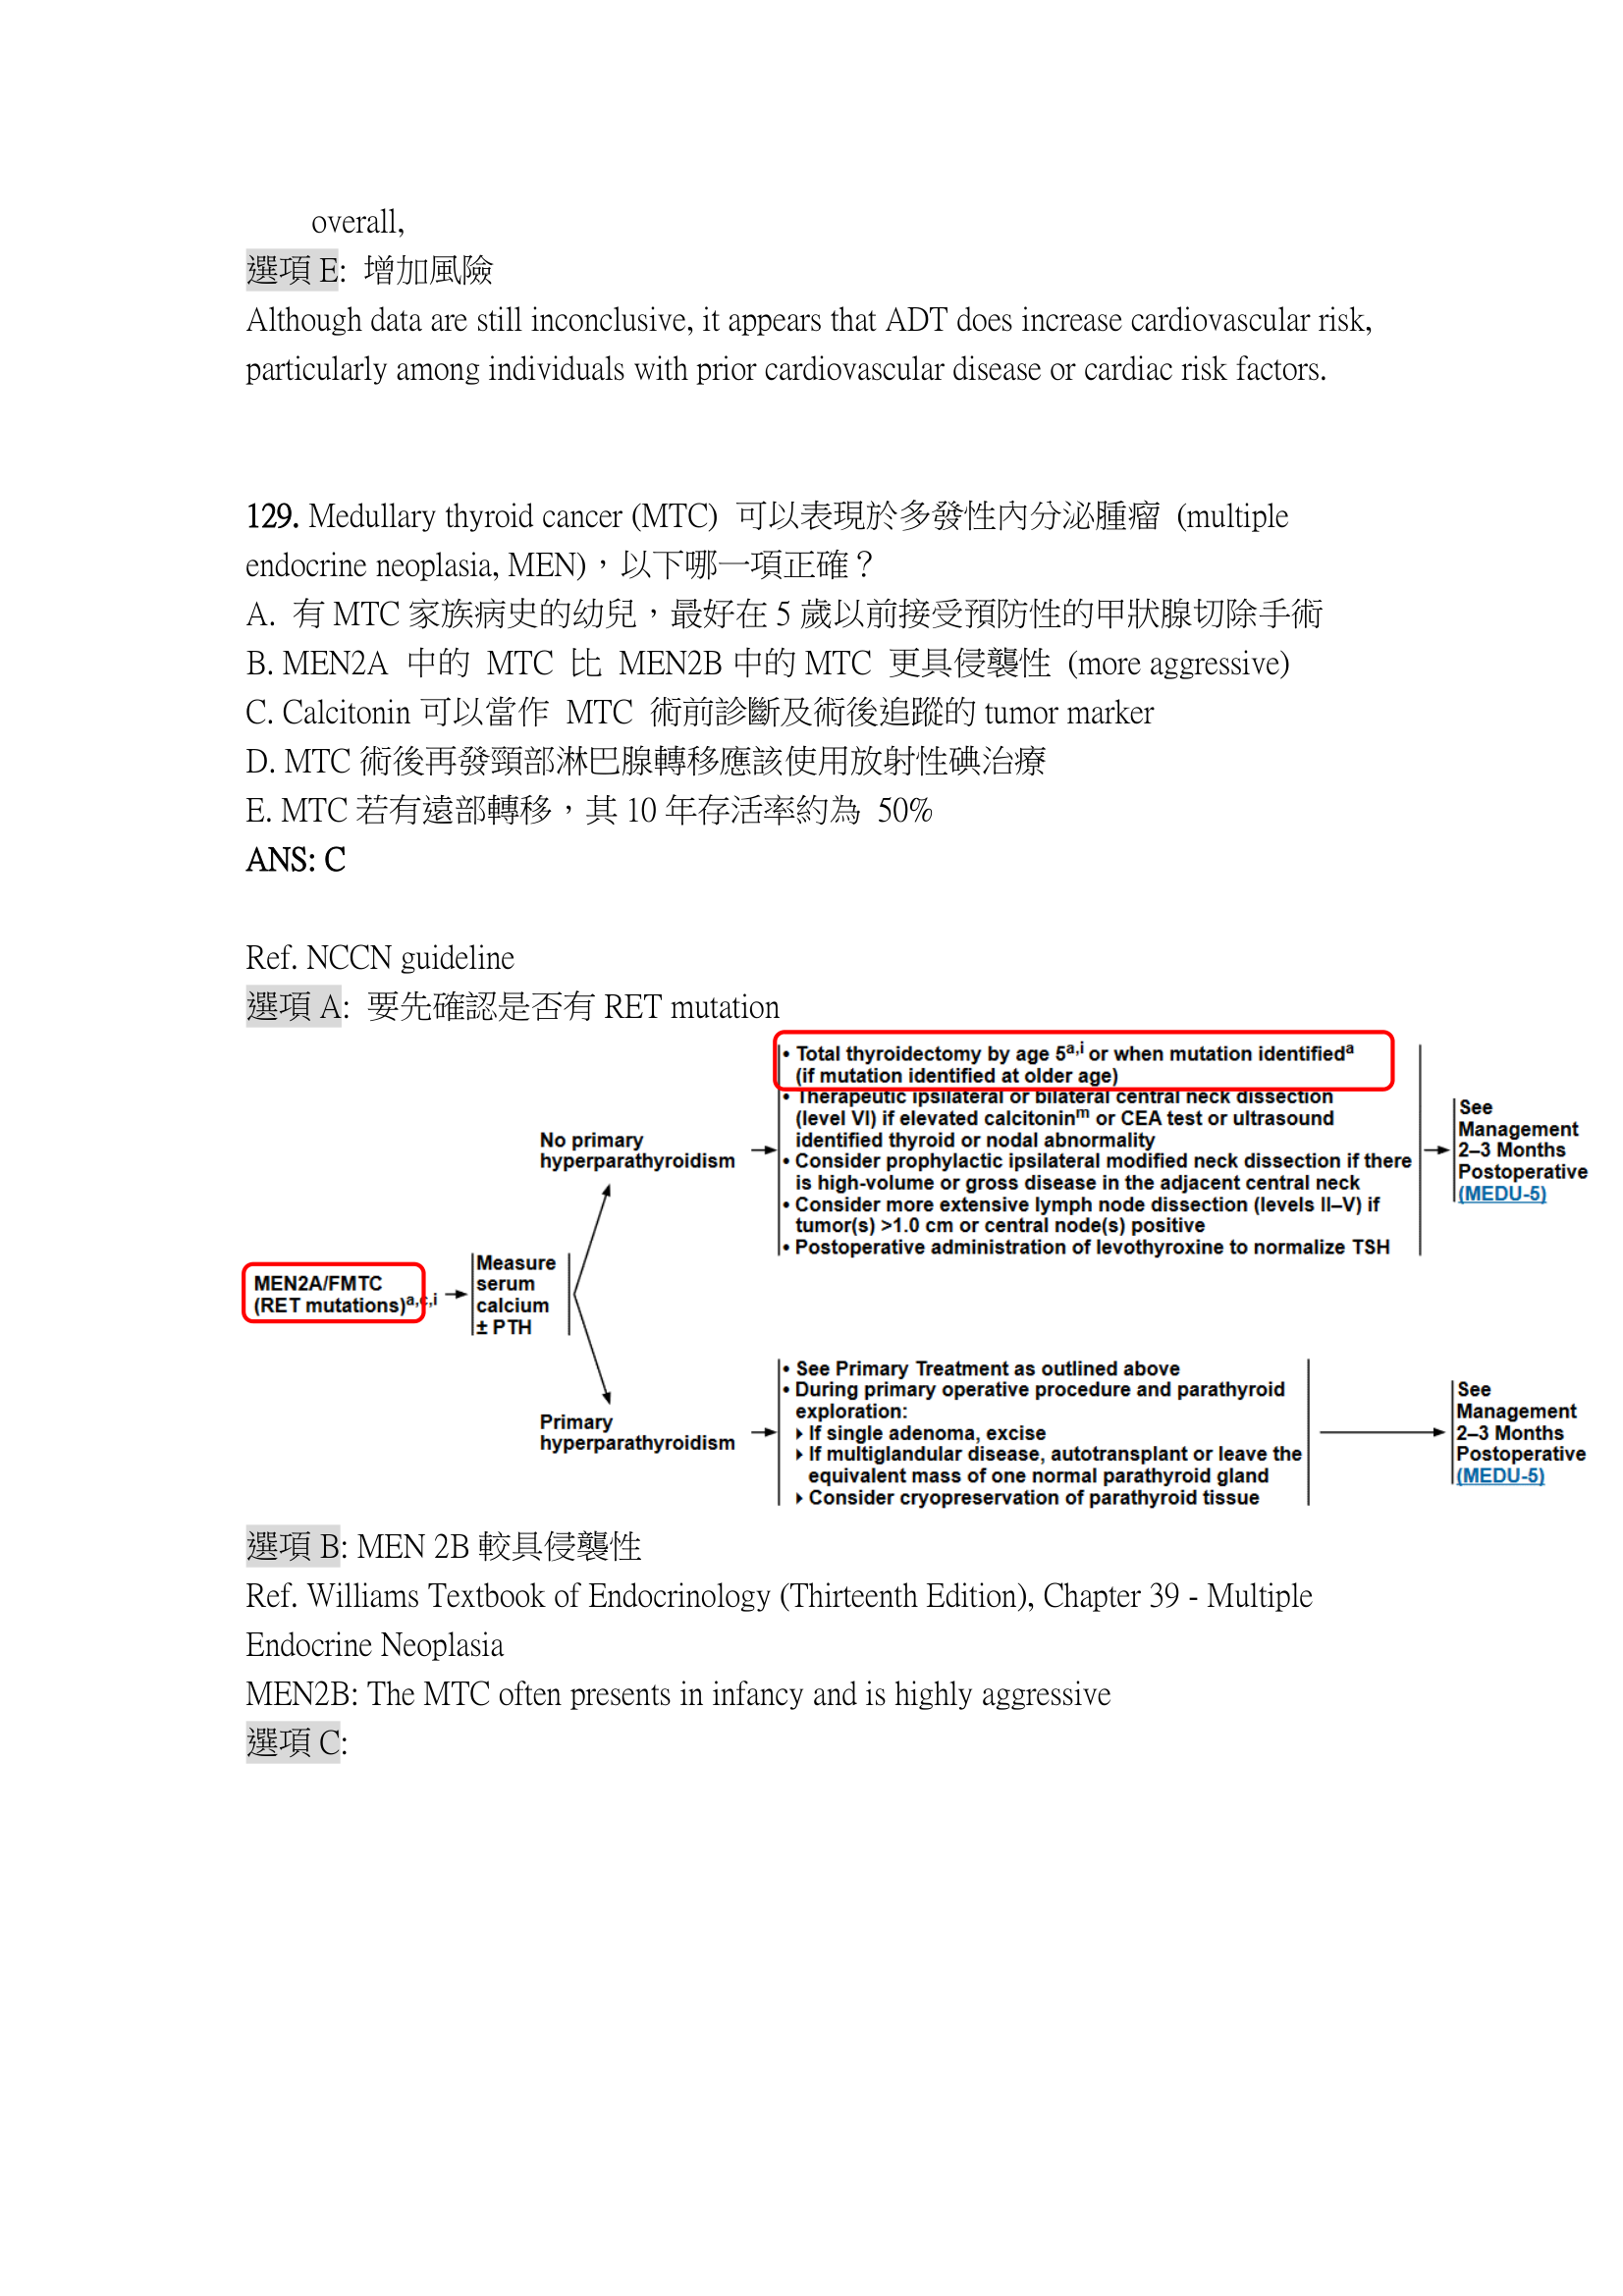 overall,
選項 E: 增加風險
Although data are still inconclusive, it appears that ADT does increase cardiovascular risk,
particularly among individuals with prior cardiovascular disease or cardiac risk factors.
129. Medullary thyroid cancer (MTC) 可以表現於多發性內分泌腫瘤 (multiple
endocrine neoplasia, MEN)，以下哪一項正確？
A. 有 MTC 家族病史的幼兒，最好在 5 歲以前接受預防性的甲狀腺切除手術
B. MEN2A 中的 MTC 比 MEN2B 中的 MTC 更具侵襲性 (more aggressive)
C. Calcitonin 可以當作 MTC 術前診斷及術後追蹤的 tumor marker
D. MTC 術後再發頸部淋巴腺轉移應該使用放射性碘治療
E. MTC 若有遠部轉移，其 10 年存活率約為 50%
ANS: C
Ref. NCCN guideline
選項 A: 要先確認是否有 RET mutation
MEN2A/FMTC
(RET mutations)a,c,i
Measure
serum
calcium
± PTH
No primary
hyperparathyroidism
• Total thyroidectomy by age 5a,i or when mutation identifieda
(if mutation identified at older age)
• Therapeutic ipsilateral or bilateral central neck dissection
(level VI) if elevated calcitoninm or CEA test or ultrasound
identified thyroid or nodal abnormality
• Consider prophylactic ipsilateral modified neck dissection if there
is high-volume or gross disease in the adjacent central neck
• Consider more extensive lymph node dissection (levels II–V) if
tumor(s) >1.0 cm or central node(s) positive
• Postoperative administration of levothyroxine to normalize TSH
See
Management
2–3 Months
Postoperative
(MEDU-5)
Primary
hyperparathyroidism
• See Primary Treatment as outlined above
• During primary operative procedure and parathyroid
exploration:
▸ If single adenoma, excise
▸ If multiglandular disease, autotransplant or leave the
equivalent mass of one normal parathyroid gland
▸ Consider cryopreservation of parathyroid tissue
See
Management
2–3 Months
Postoperative
(MEDU-5)
選項 B: MEN 2B 較具侵襲性
Ref. Williams Textbook of Endocrinology (Thirteenth Edition), Chapter 39 - Multiple
Endocrine Neoplasia
MEN2B: The MTC often presents in infancy and is highly aggressive
選項 C: